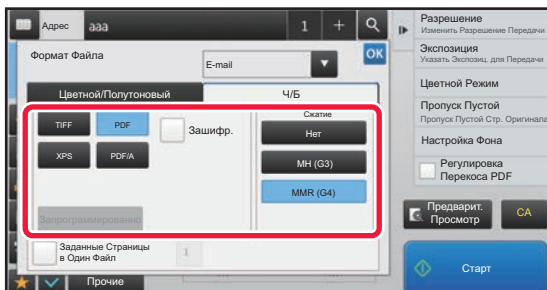 Адрес
aaa
1
+
Формат Файла
E-mail
OK
Цветной/Полутоновый
Ч/Б
TIFF
PDF
Зашифр.
XPS
PDF/A
Запрограммированно
Сжатие
Нет
MH (G3)
MMR (G4)
Заданные Страницы
в Один Файл
1
Прочие
Разрешение
Изменить Разрешение Передачи
Экспозиция
Указать Экспозиц. для Передачи
Цветной Режим
Пропуск Пустой
Пропуск Пустой Стр. Оригинала
Настройка Фона
Регулировка
Перекоса PDF
Предварит.
Просмотр
CA
Старт